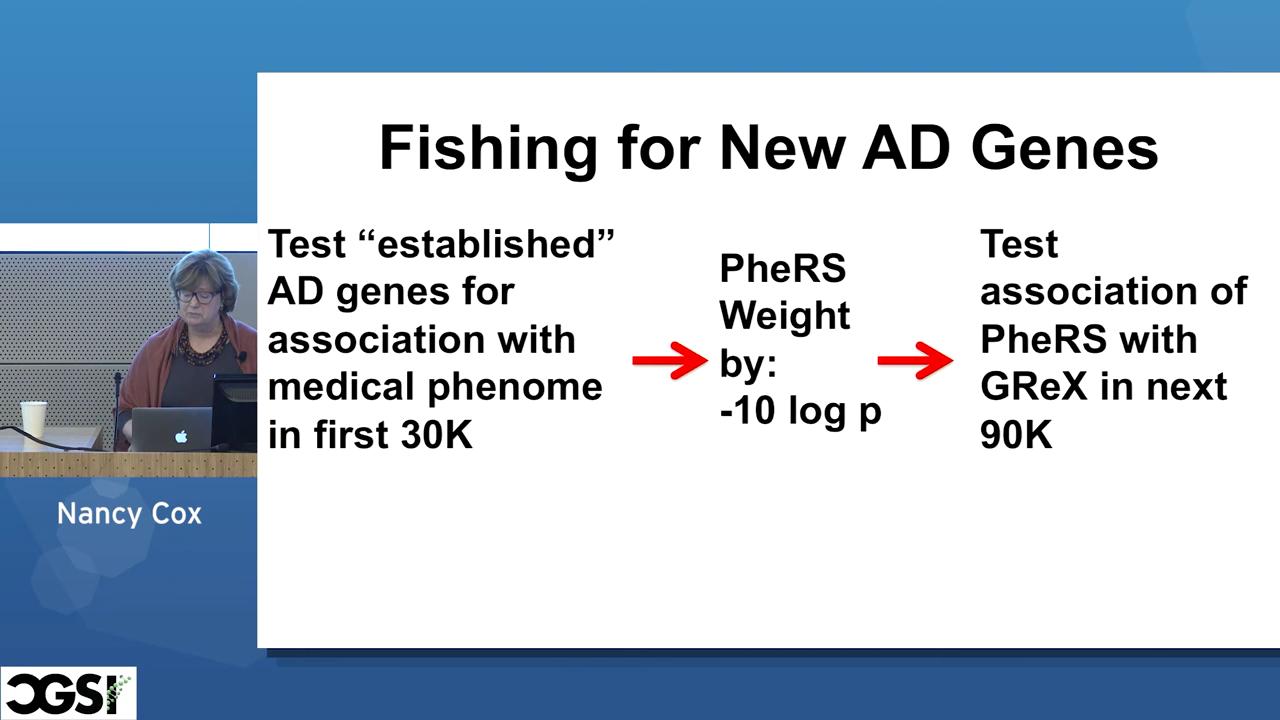 Fishing for New AD Genes
Test “established”
AD genes for
association with
medical phenome
in first 30K
PheRS
Weight
by:
-10 log p
Test
association of
PheRS with
GReX in next
90K
Nancy Cox
CGSI